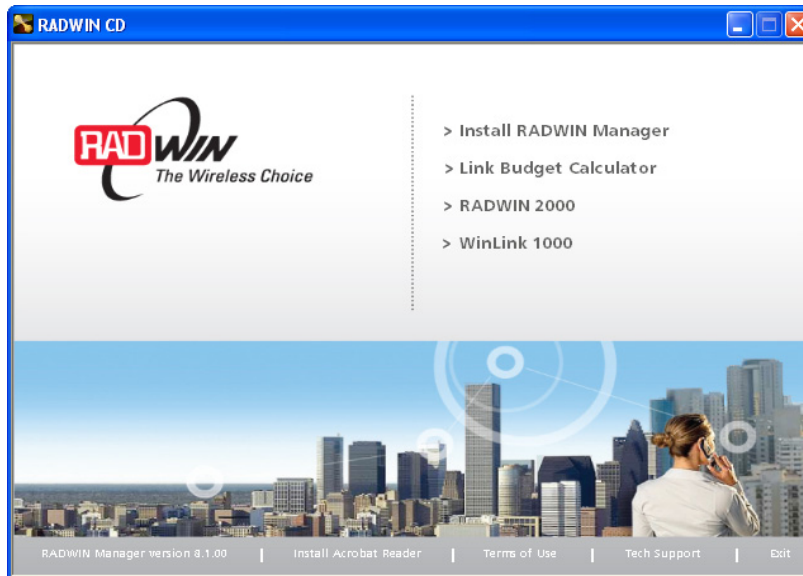 RADWIN CD
RADWIN
The Wireless Choice
> Install RADWIN Manager
> Link Budget Calculator
> RADWIN 2000
> WinLink 1000
RADWIN Manager version 8.1.00 | Install Acrobat Reader | Terms of Use | Tech Support | Exit